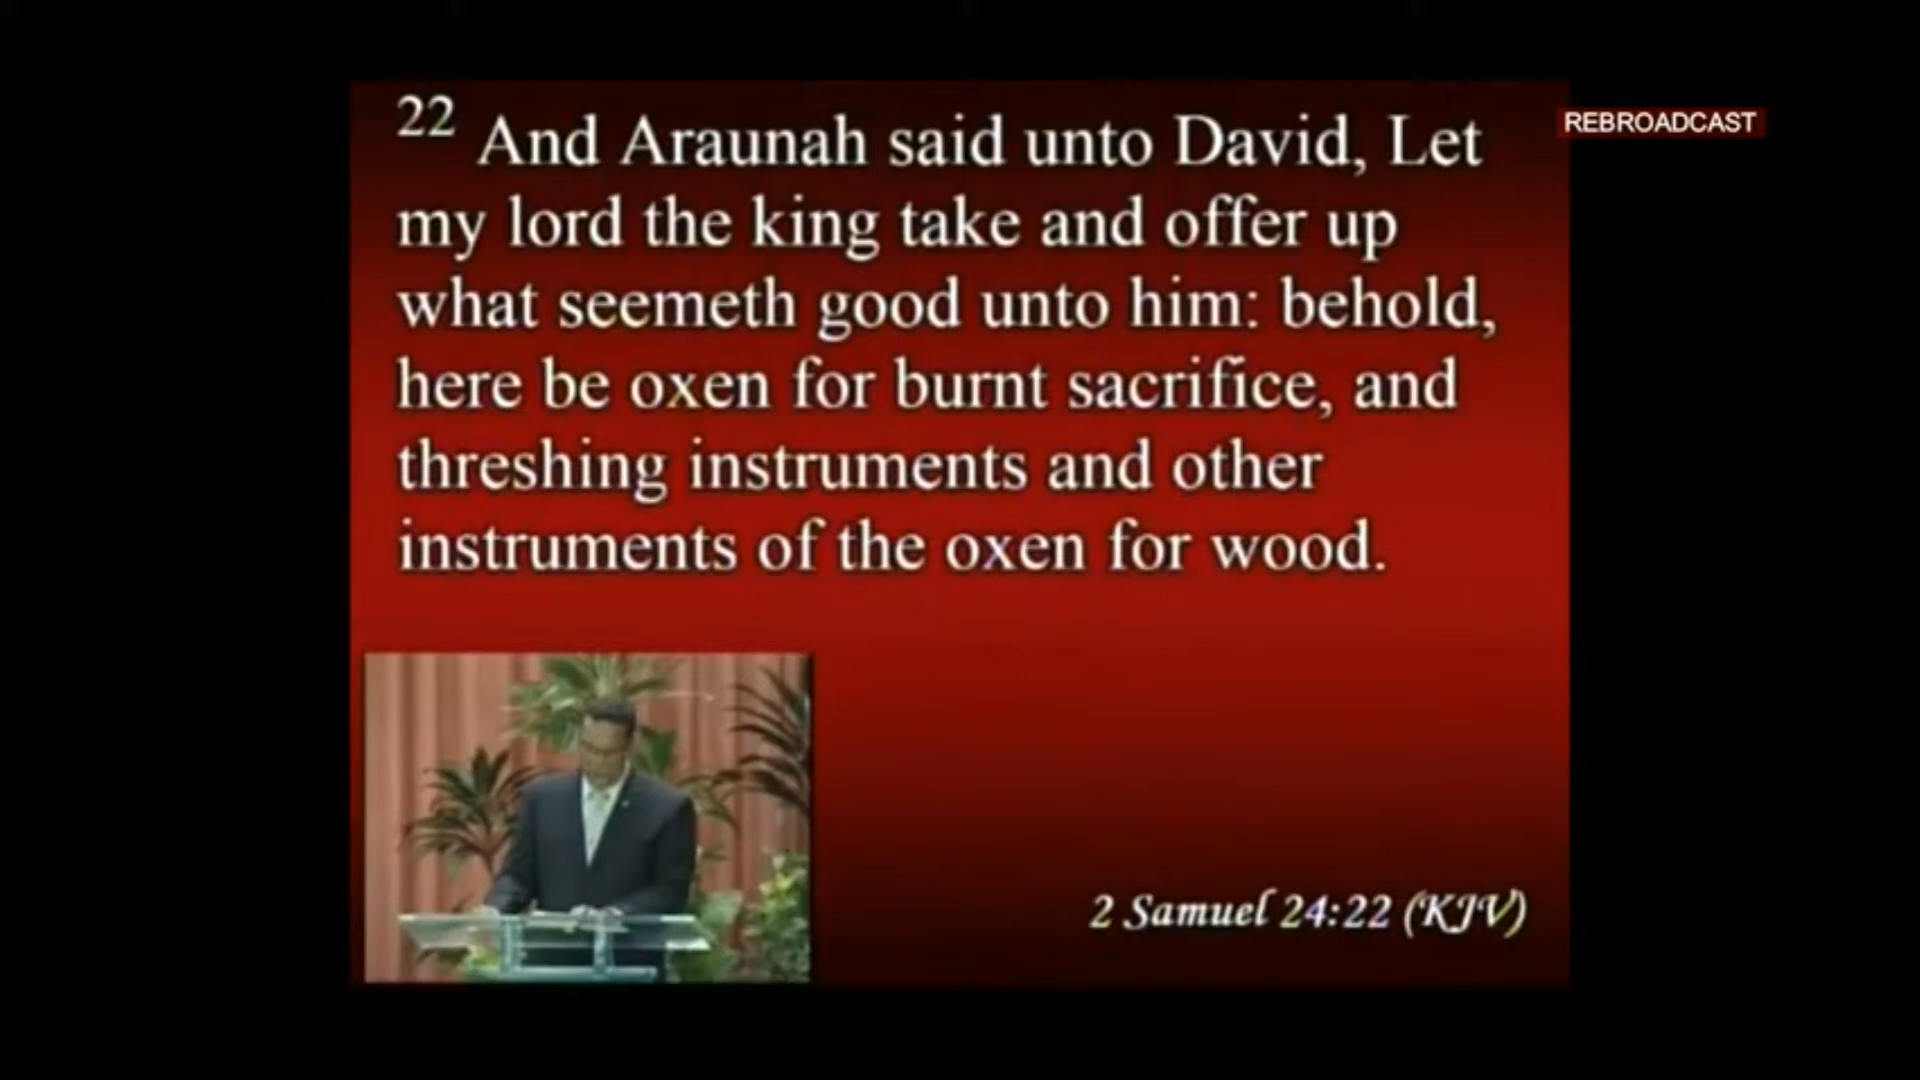 REBROADCAST
22 And Araunah said unto David, Let
my lord the king take and offer up
what seemeth good unto him: behold,
here be oxen for burnt sacrifice, and
threshing instruments and other
instruments of the oxen for wood.
2 Samuel 24:22 (KJV)